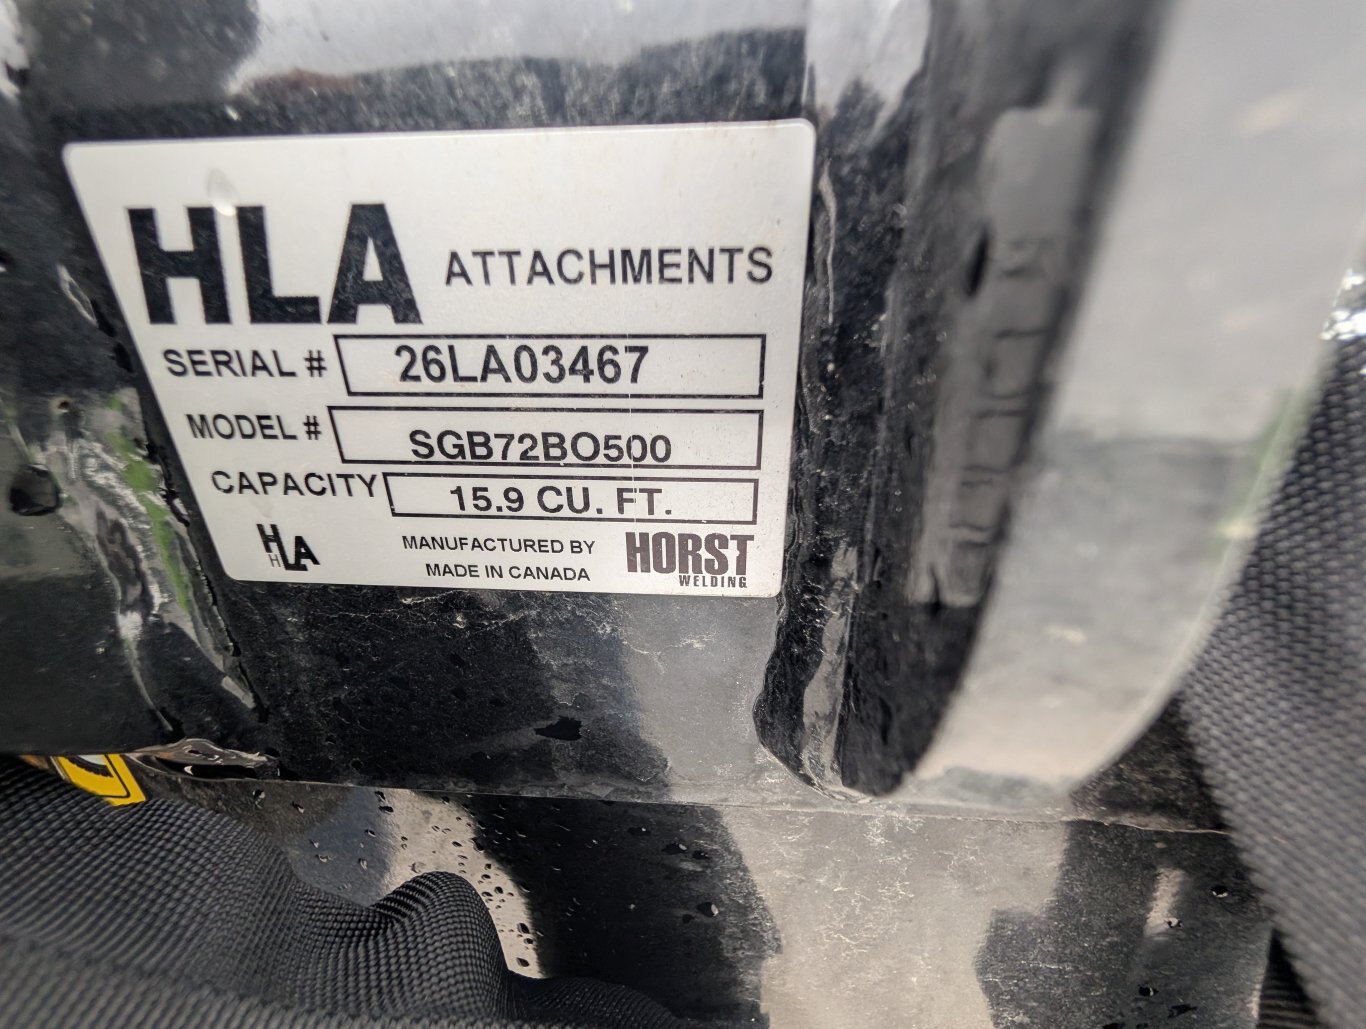 HLA ATTACHMENTS
SERIAL # 26LA03467
MODEL # SGB72BO500
CAPACITY 15.9 CU. FT.
HLA MANUFACTURED BY HORST
MADE IN CANADA WELDING